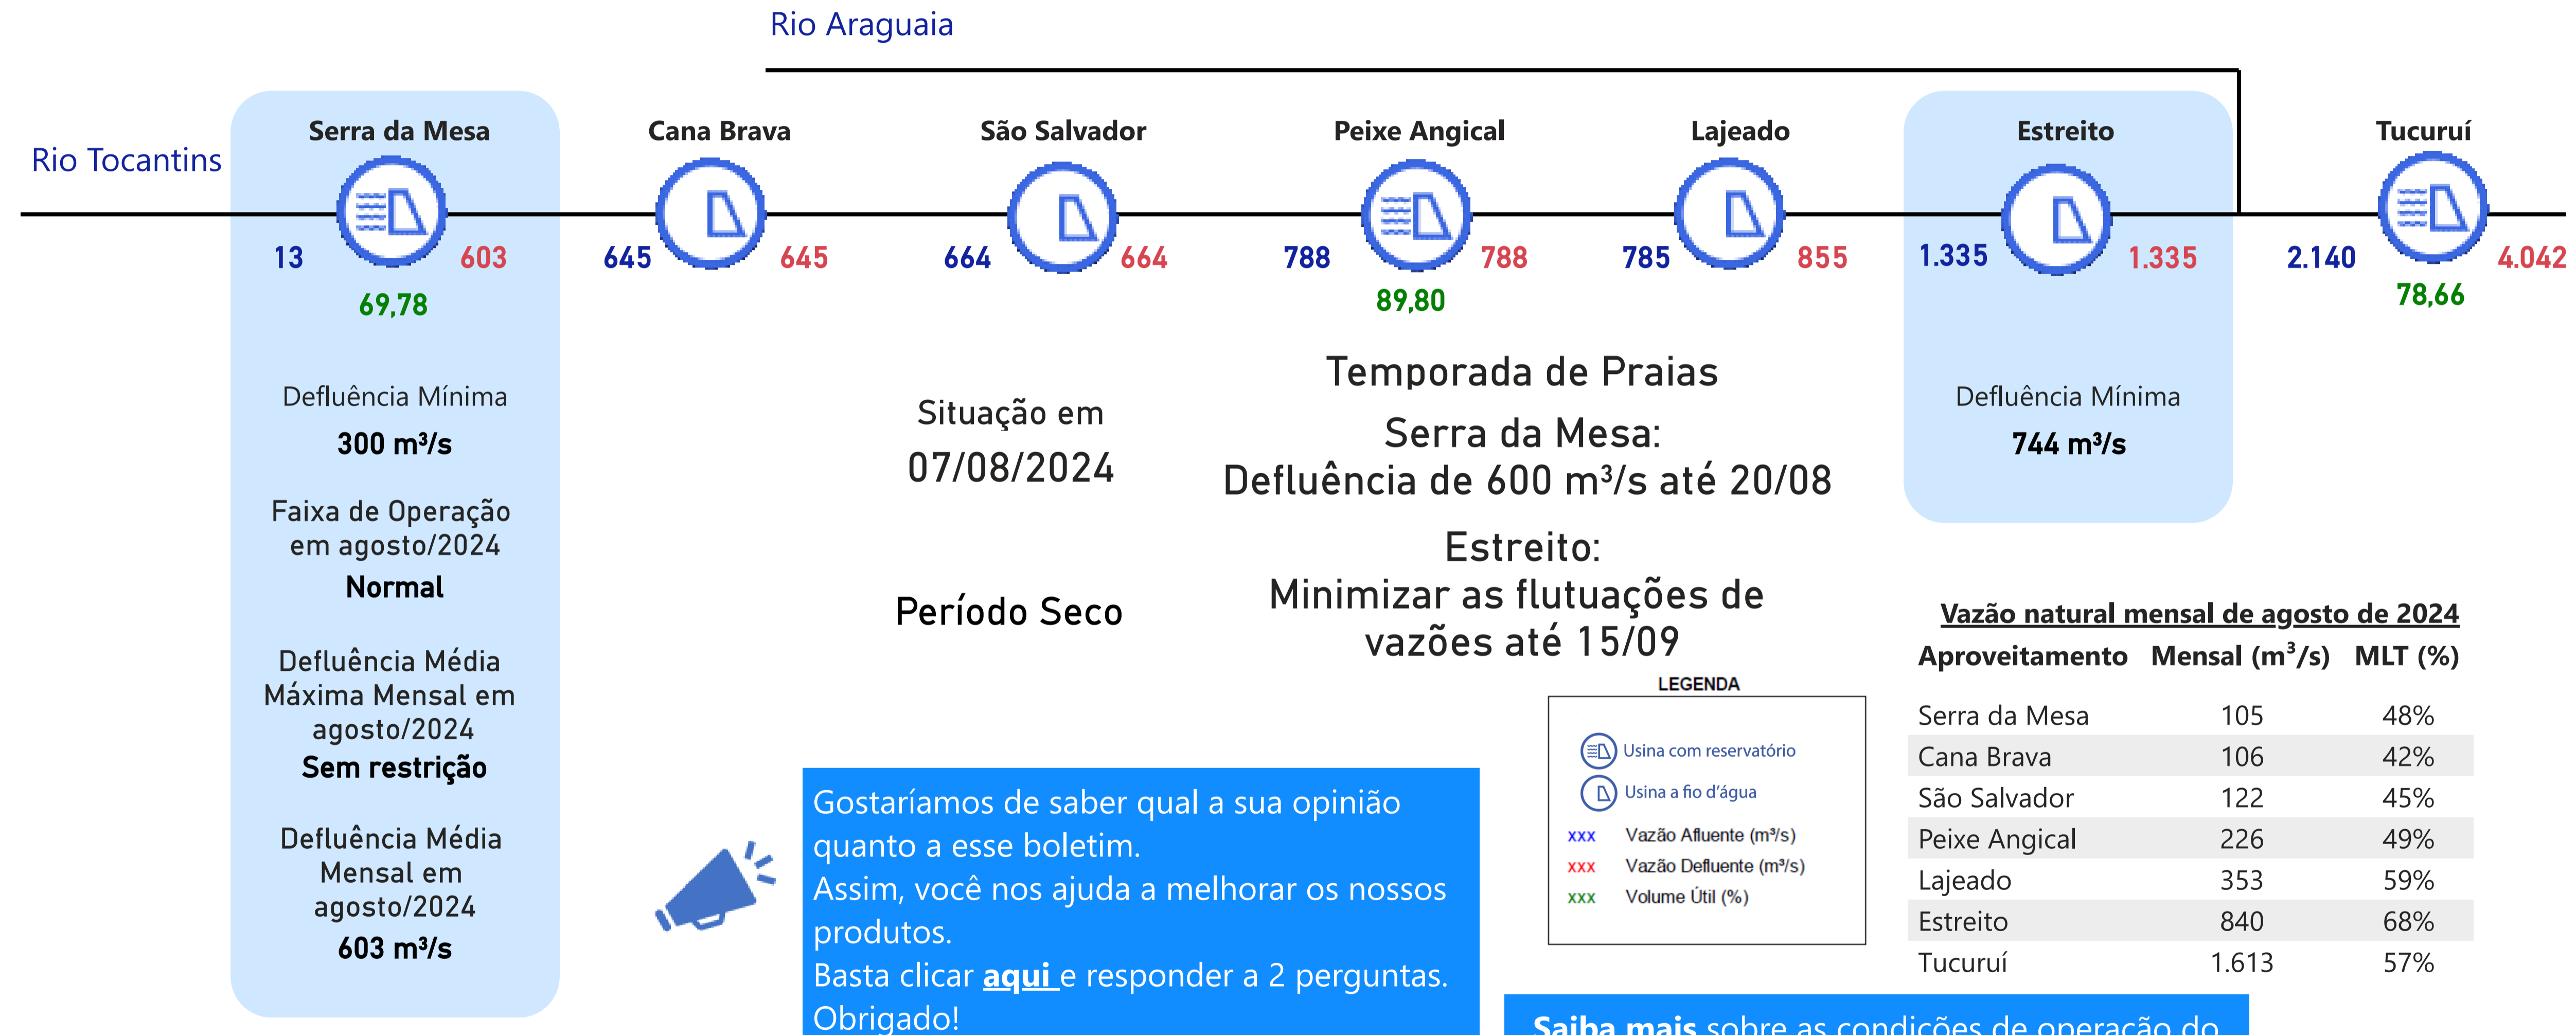 Rio Araguaia
Rio Tocantins
Serra da Mesa
Cana Brava
São Salvador
Peixe Angical
Lajeado
Estreito
Tucuruí
13 603
645 645
664 664
788 788
785 855
1.335 1.335
2.140 4.042
69,78
89,80
78,66
Defluência Mínima
300 m³/s
Faixa de Operação
em agosto/2024
Normal
Defluência Média
Máxima Mensal em
agosto/2024
Sem restrição
Defluência Média
Mensal em
agosto/2024
603 m³/s
Situação em
07/08/2024
Período Seco
Temporada de Praias
Serra da Mesa:
Defluência de 600 m³/s até 20/08
Estreito:
Minimizar as flutuações de
vazões até 15/09
Defluência Mínima
744 m³/s
Gostaríamos de saber qual a sua opinião
quanto a esse boletim.
Assim, você nos ajuda a melhorar os nossos
produtos.
Basta clicar aqui e responder a 2 perguntas.
Obrigado!
LEGENDA
Usina com reservatório
Usina a fio d'água
xxx Vazão Afluente (m³/s)
xxx Vazão Defluente (m³/s)
xxx Volume Útil (%)
Vazão natural mensal de agosto de 2024
Aproveitamento Mensal (m³/s) MLT (%)
Serra da Mesa 105 48%
Cana Brava 106 42%
São Salvador 122 45%
Peixe Angical 226 49%
Lajeado 353 59%
Estreito 840 68%
Tucuruí 1.613 57%
Saiba mais sobre as condições de operação do